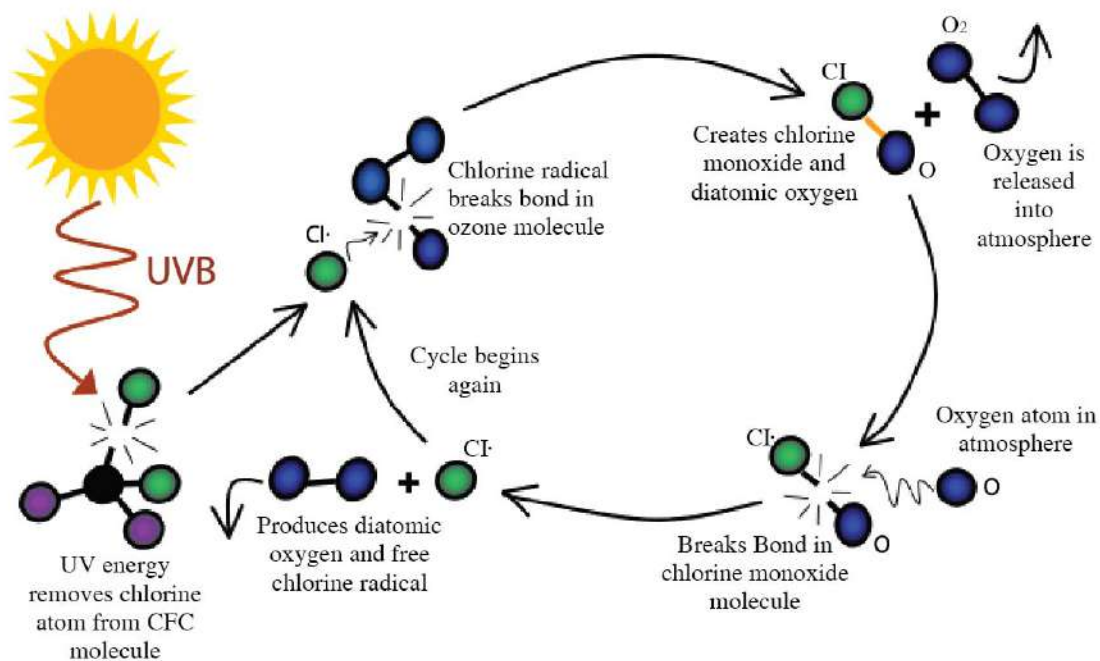 UVB
UV energy
removes chlorine
atom from CFC
molecule
Cl·
Chlorine radical
breaks bond in
ozone molecule
Cl
O
O₂
Creates chlorine
monoxide and
diatomic oxygen
Oxygen is
released
into
atmosphere
Oxygen atom in
atmosphere
O
Cl·
O
Breaks Bond in
chlorine monoxide
molecule
Cl·
Produces diatomic
oxygen and free
chlorine radical
Cycle begins
again